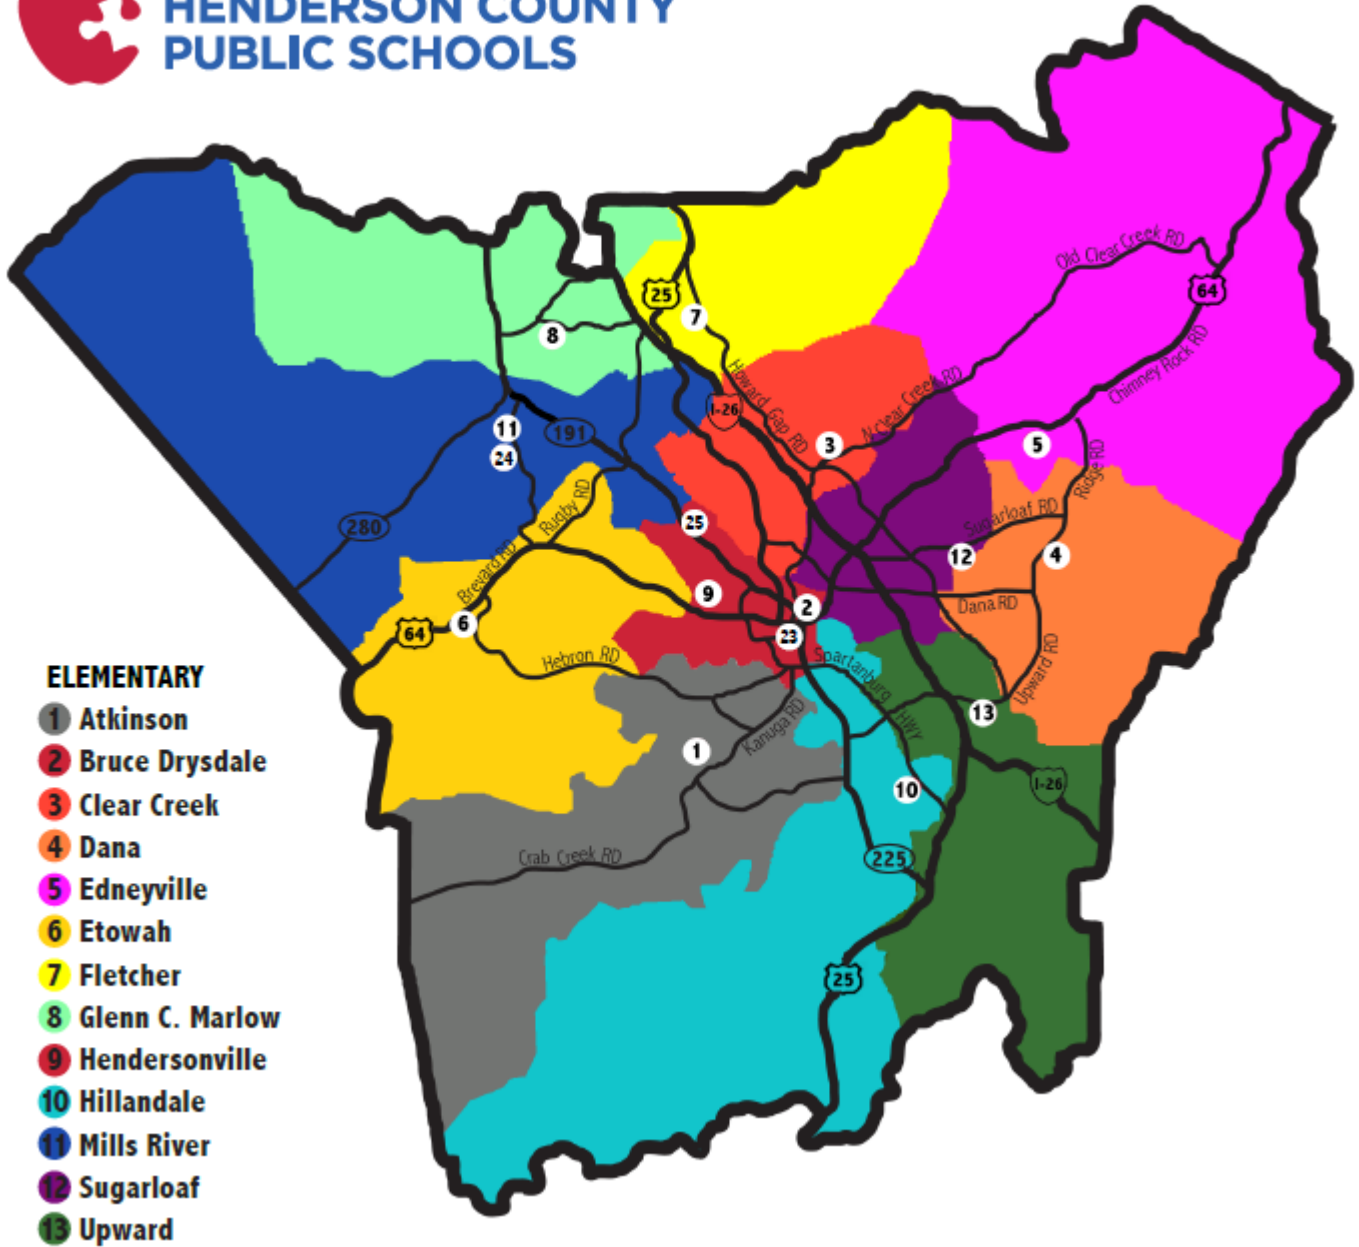 HENDERSON COUNTY
PUBLIC SCHOOLS
Old Clear Creek RD
64
25
7
Chimney Rock RD
8
Howard Gap RD
N Clear Creek RD
I-26
11
191
3
5
24
Ridge RD
Rugby RD
280
25
Sugarloaf RD
12
4
Brevard RD
9
2
Dana RD
64
6
23
Hebron RD
Spartanburg HWY
Upward RD
13
Kanuga RD
1
10
I-26
Crab Creek RD
225
25
ELEMENTARY
1 Atkinson
2 Bruce Drysdale
3 Clear Creek
4 Dana
5 Edneyville
6 Etowah
7 Fletcher
8 Glenn C. Marlow
9 Hendersonville
10 Hillandale
11 Mills River
12 Sugarloaf
13 Upward